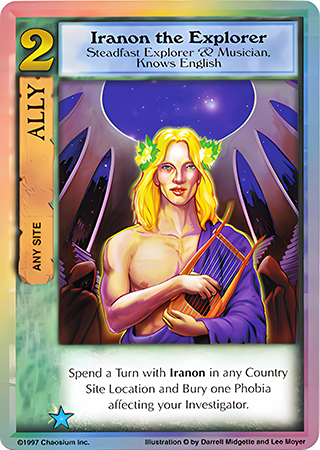 2
Iranon the Explorer
Steadfast Explorer & Musician,
Knows English
ALLY
ANY SITE
Spend a Turn with Iranon in any Country
Site Location and Bury one Phobia
affecting your Investigator.
©1997 Chaosium Inc.
Illustration © by Darrell Midgette and Lee Moyer